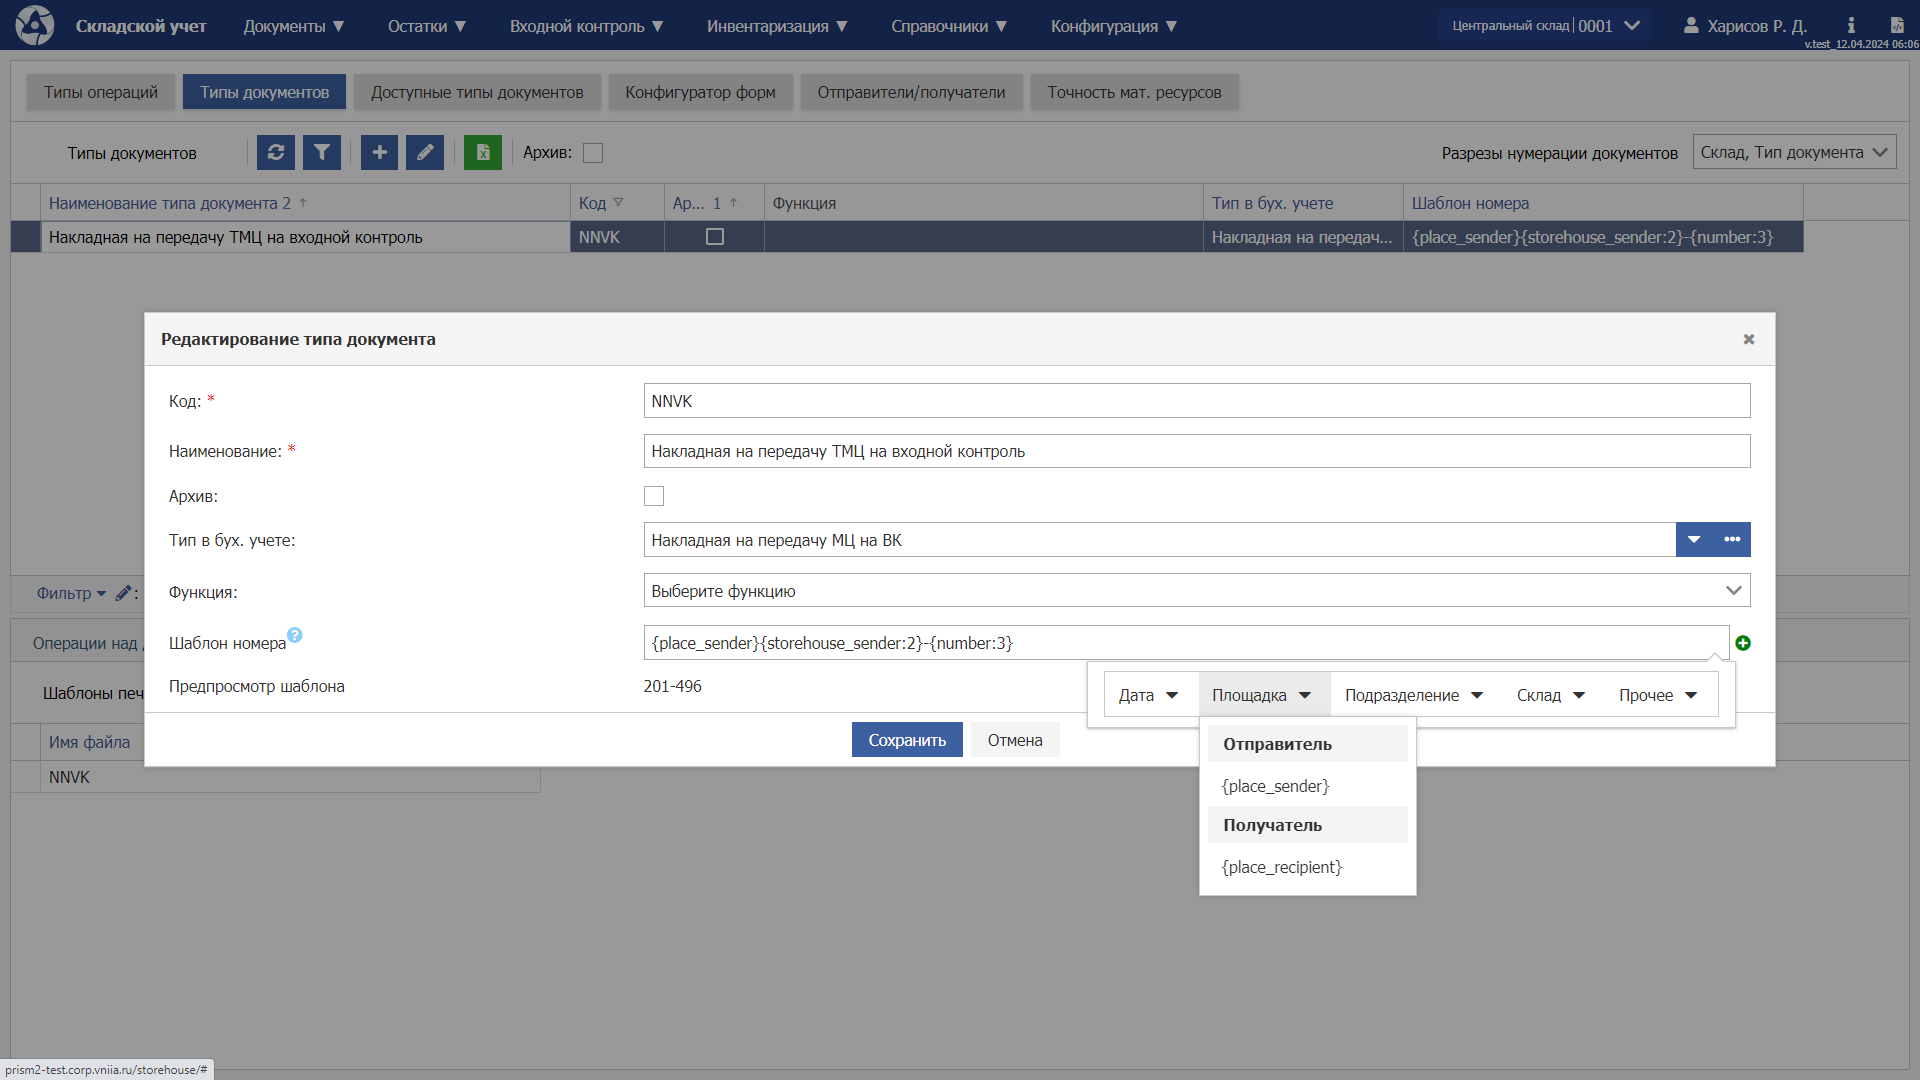 Складской учет
Документы ▼
Остатки ▼
Входной контроль ▼
Инвентаризация ▼
Справочники ▼
Конфигурация ▼
Центральный склад | 0001
Харисов Р. Д.
v.test_12.04.2024 06:06
Типы операций
Типы документов
Доступные типы документов
Конфигуратор форм
Отправители/получатели
Точность мат. ресурсов
Типы документов
Архив:
Разрезы нумерации документов
Склад, Тип документа
Наименование типа документа 2 ↑
Код
Ар... 1 ↑
Функция
Тип в бух. учете
Шаблон номера
Накладная на передачу ТМЦ на входной контроль
NNVK
Накладная на передач...
{place_sender}{storehouse_sender:2}-{number:3}
Редактирование типа документа
Код: *
NNVK
Наименование: *
Накладная на передачу ТМЦ на входной контроль
Архив:
Тип в бух. учете:
Накладная на передачу МЦ на ВК
Функция:
Выберите функцию
Шаблон номера
{place_sender}{storehouse_sender:2}-{number:3}
Предпросмотр шаблона
201-496
Дата
Площадка
Подразделение
Склад
Прочее
Отправитель
{place_sender}
Получатель
{place_recipient}
Сохранить
Отмена
Фильтр
:
Операции над
Шаблоны печ
Имя файла
NNVK
prism2-test.corp.vniia.ru/storehouse/#